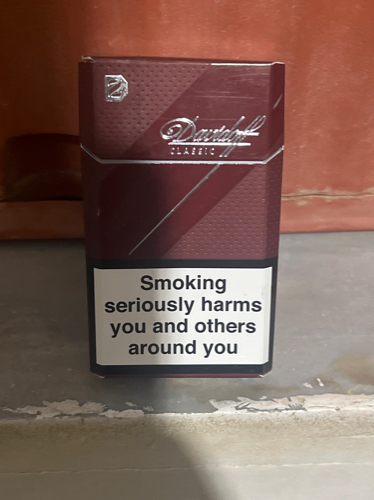 Davidoff
CLASSIC
Smoking
seriously harms
you and others
around you